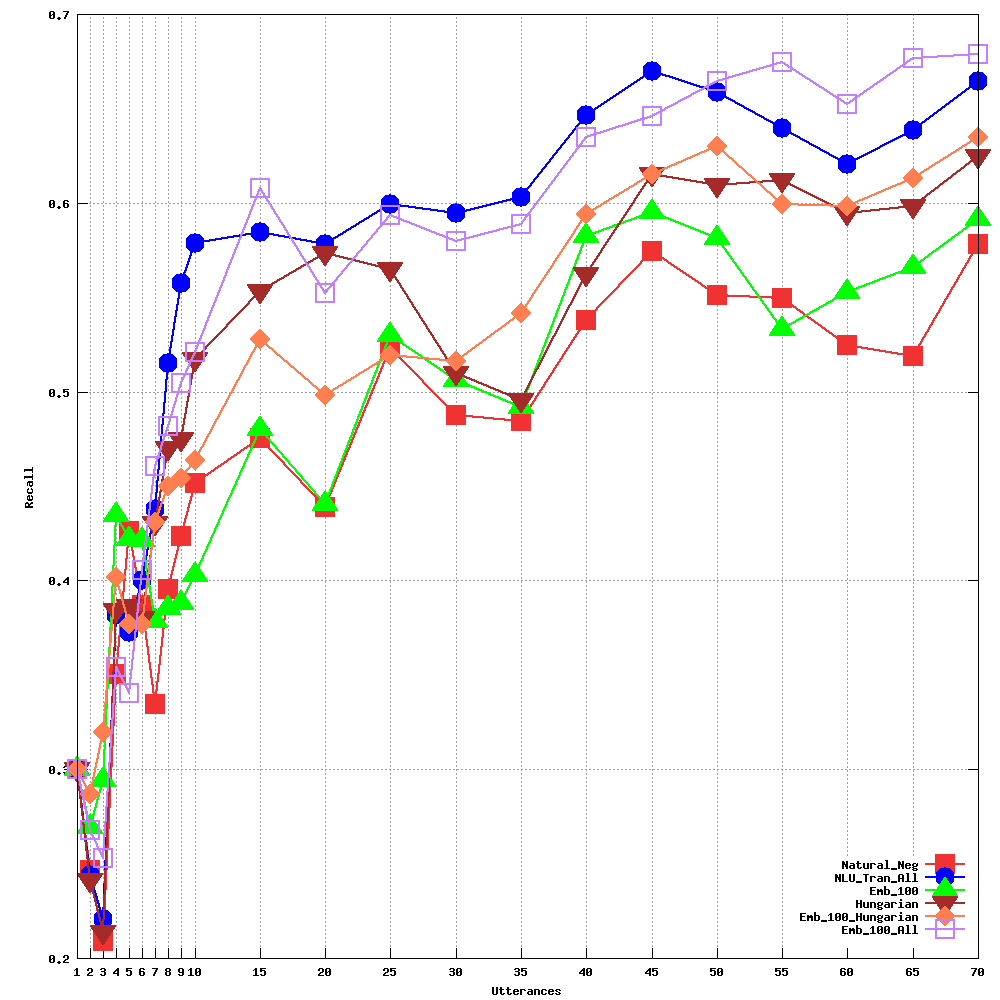 0.7
0.6
0.5
0.4
0.3
0.2
Recall
1 2 3 4 5 6 7 8 9 10 15 20 25 30 35 40 45 50 55 60 65 70
Utterances
Natural_Neg
NLU_Tran_All
Emb_100
Hungarian
Emb_100_Hungarian
Emb_100_All